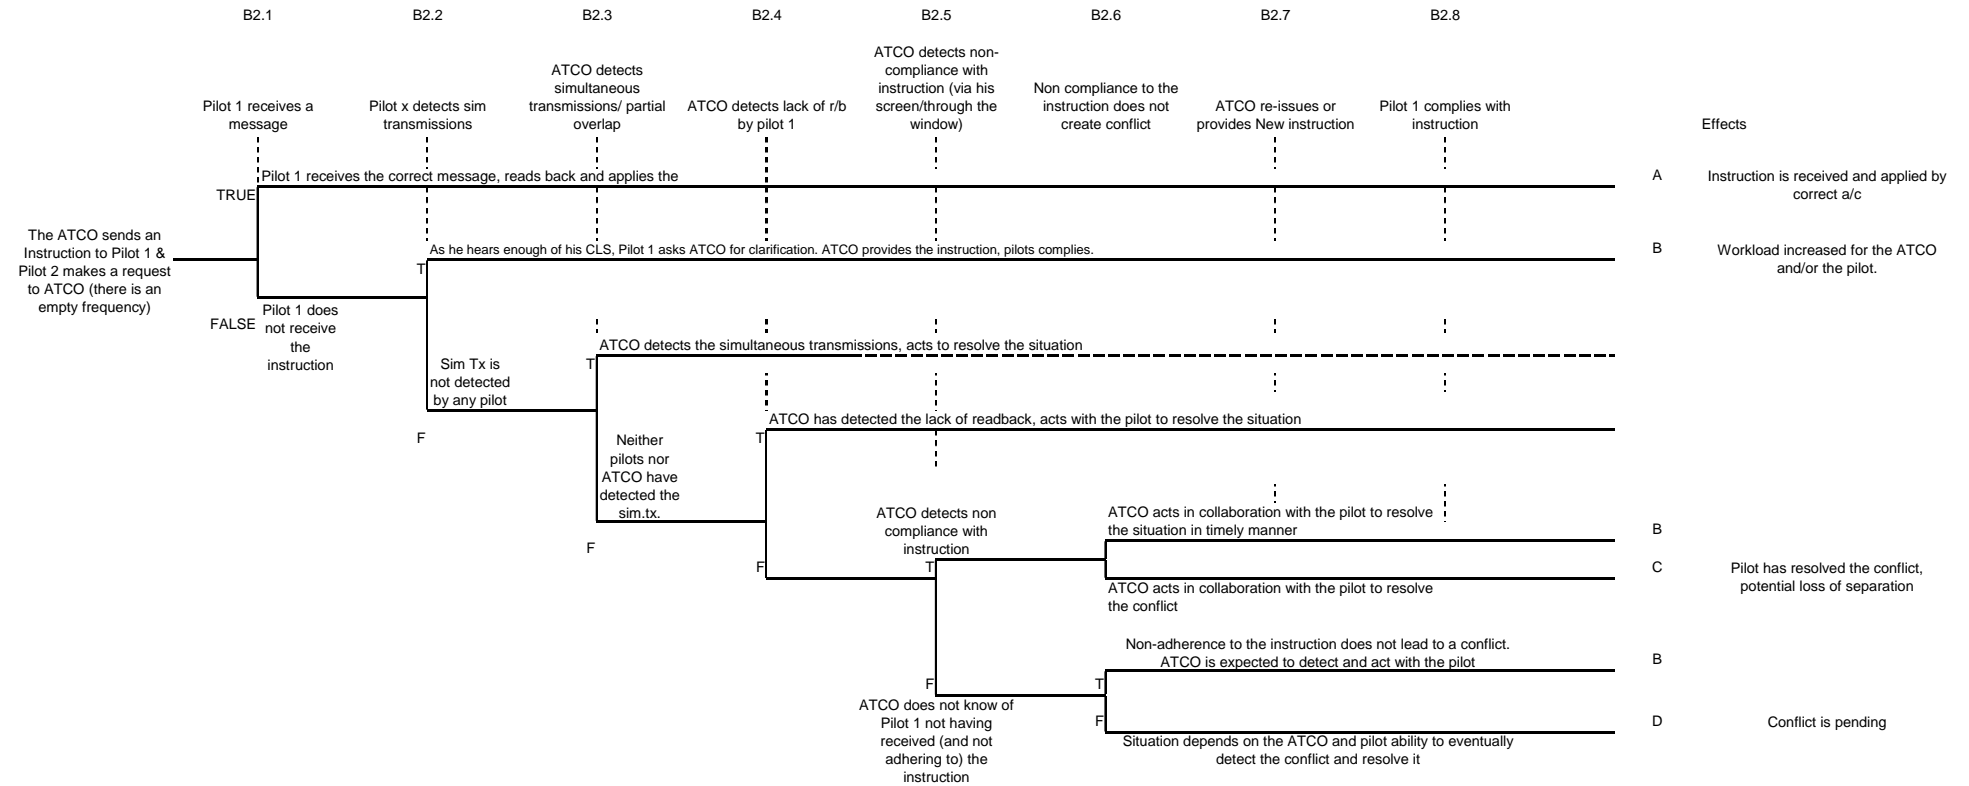 B2.1 B2.2 B2.3 B2.4 B2.5 B2.6 B2.7 B2.8
Pilot 1 receives a
message
Pilot x detects sim
transmissions
ATCO detects
simultaneous
transmissions/ partial
overlap
ATCO detects lack of r/b
by pilot 1
ATCO detects non-
compliance with
instruction (via his
screen/through the
window)
Non compliance to the
instruction does not
create conflict
ATCO re-issues or
provides New instruction
Pilot 1 complies with
instruction
Effects
Pilot 1 receives the correct message, reads back and applies the
TRUE
A
Instruction is received and applied by
correct a/c
The ATCO sends an
Instruction to Pilot 1 &
Pilot 2 makes a request
to ATCO (there is an
empty frequency)
As he hears enough of his CLS, Pilot 1 asks ATCO for clarification. ATCO provides the instruction, pilots complies.
T
B
Workload increased for the ATCO
and/or the pilot.
FALSE
Pilot 1 does
not receive
the
instruction
ATCO detects the simultaneous transmissions, acts to resolve the situation
T
Sim Tx is
not detected
by any pilot
F
ATCO has detected the lack of readback, acts with the pilot to resolve the situation
T
Neither
pilots nor
ATCO have
detected the
sim.tx.
F
ATCO detects non
compliance with
instruction
F
T
ATCO acts in collaboration with the pilot to resolve
the situation in timely manner
B
C
Pilot has resolved the conflict,
potential loss of separation
ATCO acts in collaboration with the pilot to resolve
the conflict
Non-adherence to the instruction does not lead to a conflict.
ATCO is expected to detect and act with the pilot
B
F
T
ATCO does not know of
Pilot 1 not having
received (and not
adhering to) the
instruction
F
D
Conflict is pending
Situation depends on the ATCO and pilot ability to eventually
detect the conflict and resolve it